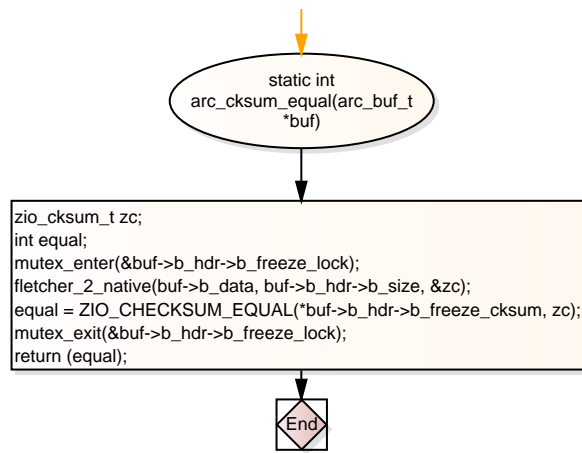 static int
arc_cksum_equal(arc_buf_t
*buf)
zio_cksum_t zc;
int equal;
mutex_enter(&buf->b_hdr->b_freeze_lock);
fletcher_2_native(buf->b_data, buf->b_hdr->b_size, &zc);
equal = ZIO_CHECKSUM_EQUAL(*buf->b_hdr->b_freeze_cksum, zc);
mutex_exit(&buf->b_hdr->b_freeze_lock);
return (equal);
End